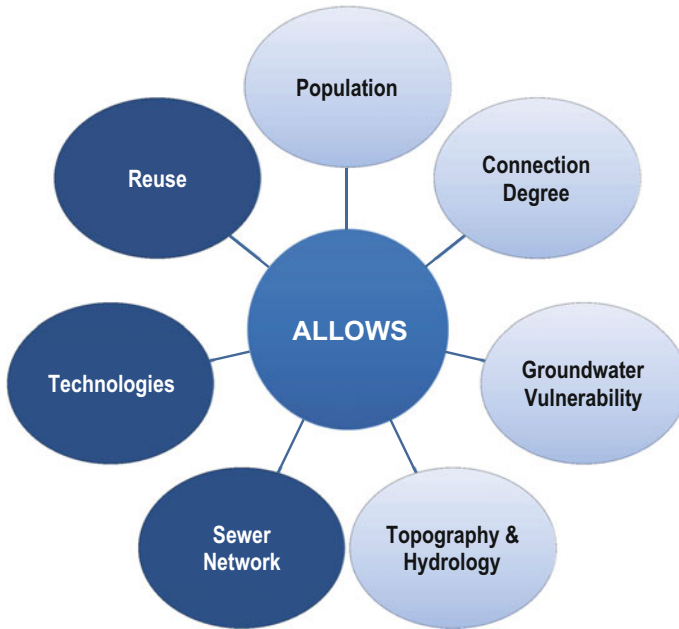 Population
Connection
Degree
Groundwater
Vulnerability
Topography &
Hydrology
Sewer
Network
Technologies
Reuse
ALLOWS